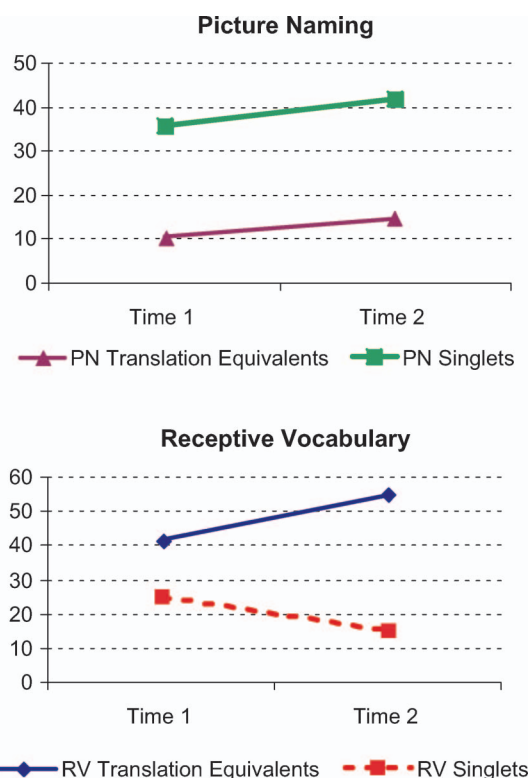 Picture Naming
50
40
30
20
10
0
Time 1 Time 2
PN Translation Equivalents PN Singlets
Receptive Vocabulary
60
50
40
30
20
10
0
Time 1 Time 2
RV Translation Equivalents RV Singlets